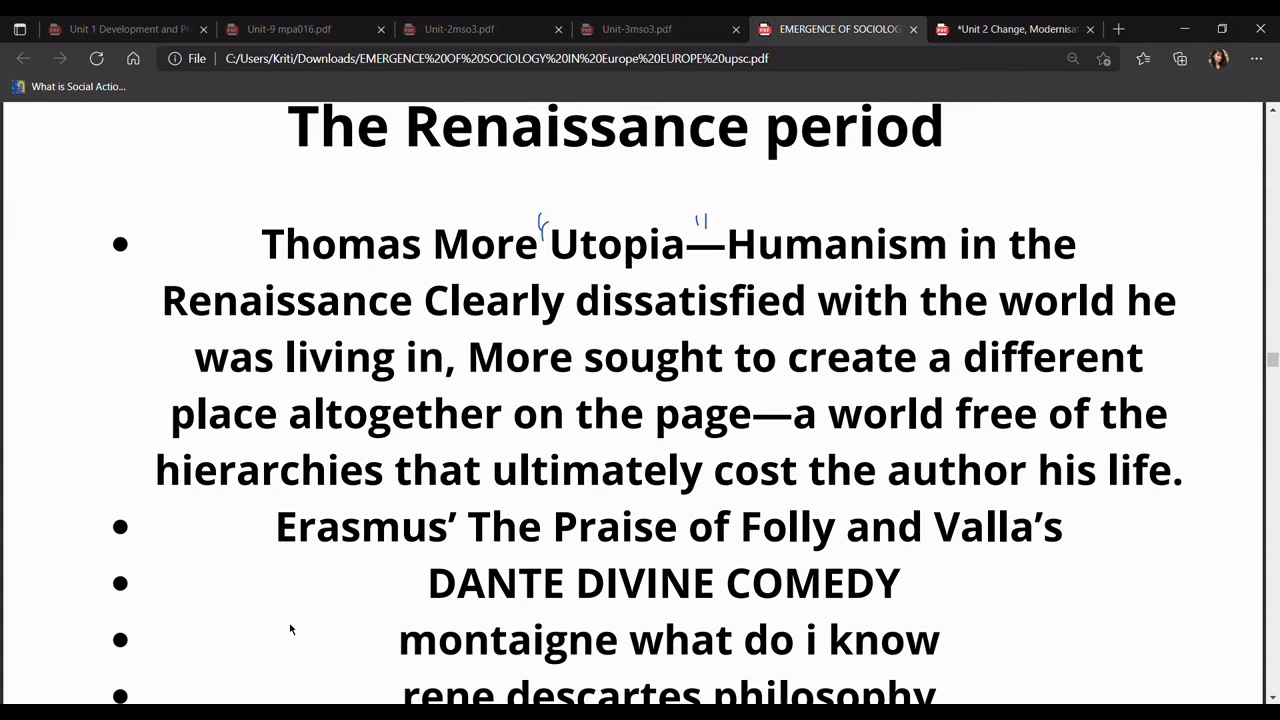 Unit 1 Development and Pr
Unit-9 mpa016.pdf
Unit-2mso3.pdf
Unit-3mso3.pdf
EMERGENCE OF SOCIOLOG
*Unit 2 Change, Modernisa
File
C:/Users/Kriti/Downloads/EMERGENCE%20OF%20SOCIOLOGY%20IN%20Europe%20EUROPE%20upsc.pdf
What is Social Actio...
The Renaissance period
• Thomas More Utopia—Humanism in the
Renaissance Clearly dissatisfied with the world he
was living in, More sought to create a different
place altogether on the page—a world free of the
hierarchies that ultimately cost the author his life.
• Erasmus’ The Praise of Folly and Valla’s
• DANTE DIVINE COMEDY
• montaigne what do i know
• rene descartes philosophy